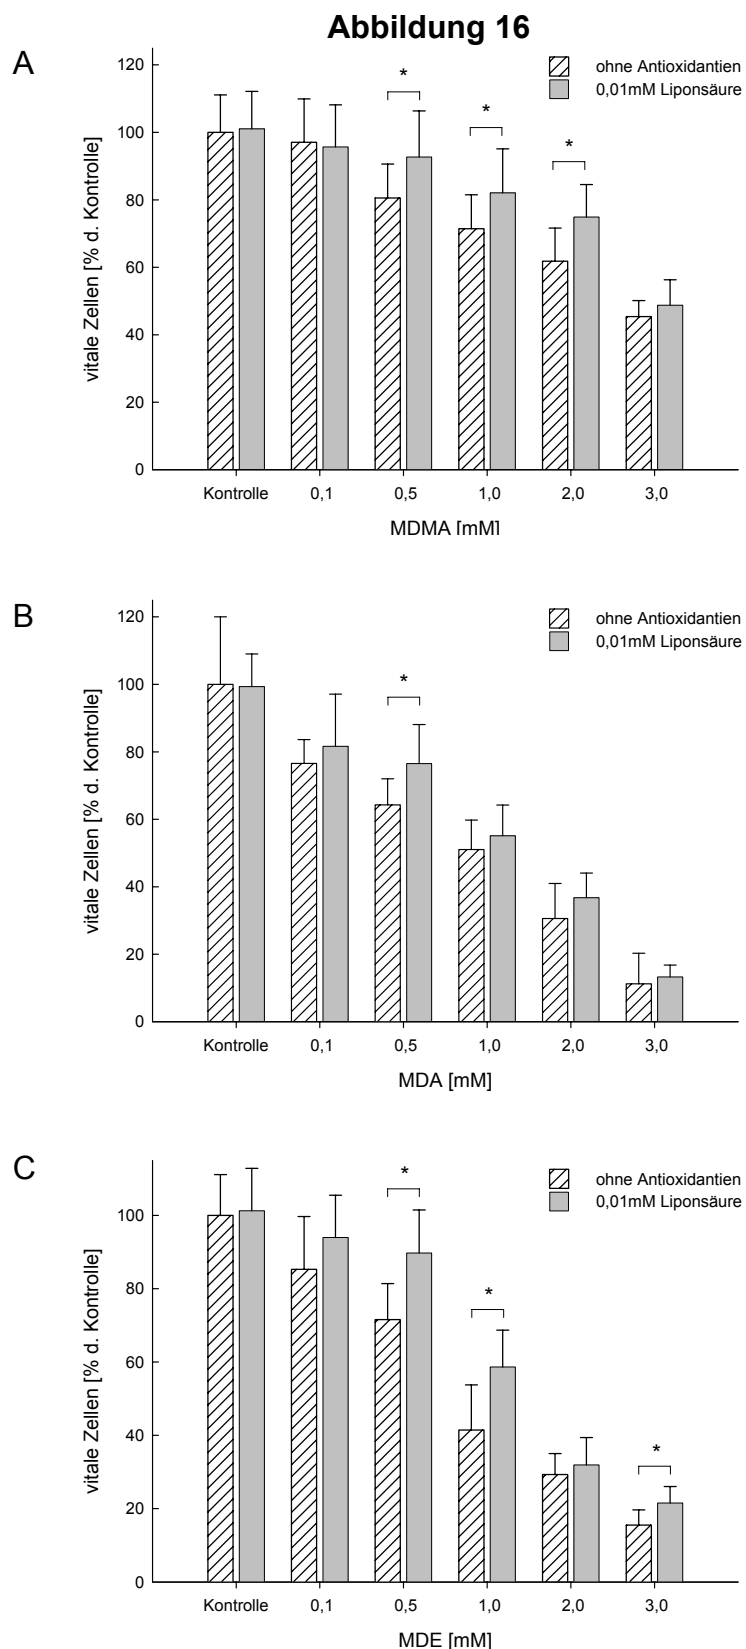 Abbildung 16
A
ohne Antioxidantien
0,01mM Liponsäure
vitale Zellen [% d. Kontrolle]
120
100
80
60
40
20
0
* * *
Kontrolle 0,1 0,5 1,0 2,0 3,0
MDMA [mM]
B
ohne Antioxidantien
0,01mM Liponsäure
vitale Zellen [% d. Kontrolle]
120
100
80
60
40
20
0
*
Kontrolle 0,1 0,5 1,0 2,0 3,0
MDA [mM]
C
ohne Antioxidantien
0,01mM Liponsäure
vitale Zellen [% d. Kontrolle]
100
80
60
40
20
0
* * *
Kontrolle 0,1 0,5 1,0 2,0 3,0
MDE [mM]